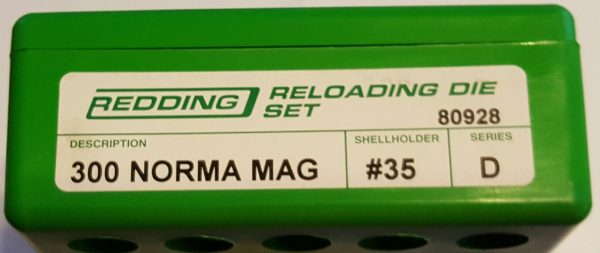 REDDING RELOADING DIE
SET
80928
DESCRIPTION SHELLHOLDER SERIES
300 NORMA MAG #35 D